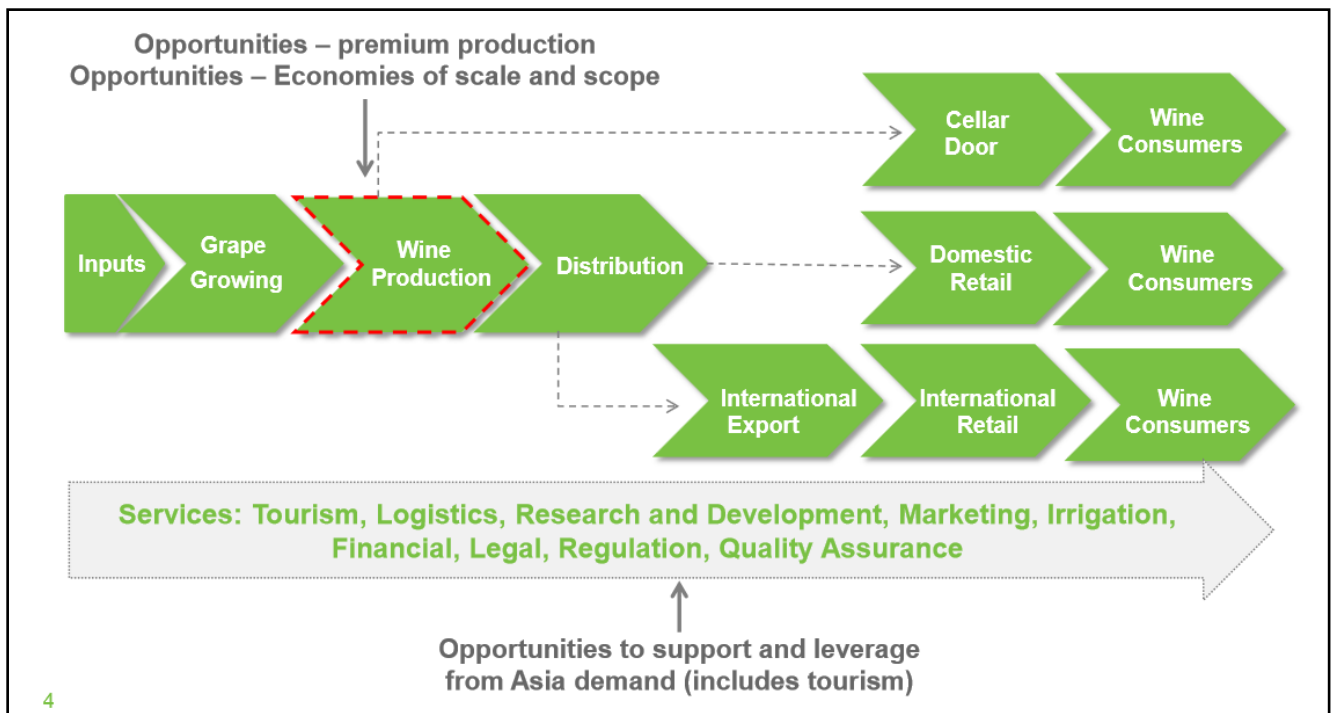 Opportunities – premium production
Opportunities – Economies of scale and scope
Cellar
Door
Wine
Consumers
Inputs
Grape
Growing
Wine
Production
Distribution
Domestic
Retail
Wine
Consumers
International
Export
International
Retail
Wine
Consumers
Services: Tourism, Logistics, Research and Development, Marketing, Irrigation,
Financial, Legal, Regulation, Quality Assurance
Opportunities to support and leverage
from Asia demand (includes tourism)
4